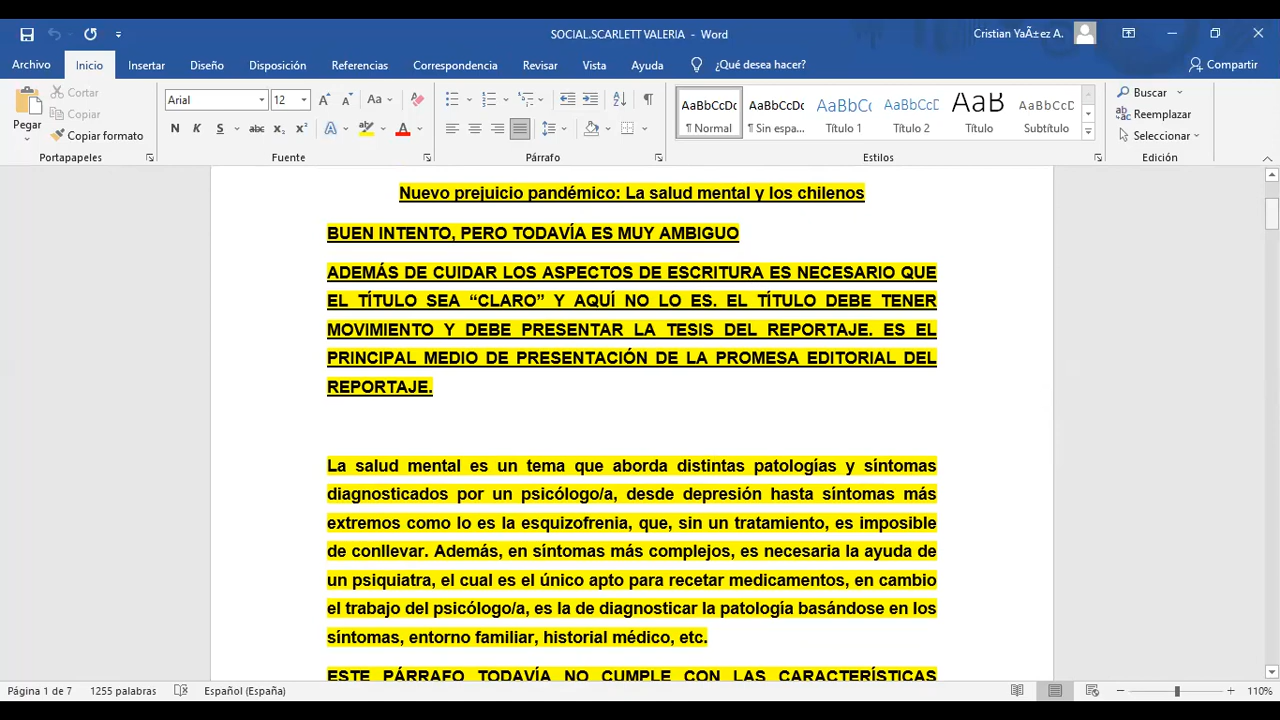 SOCIAL.SCARLETT VALERIA - Word
Cristian YaÃ±ez A.
Archivo Inicio Insertar Diseño Disposición Referencias Correspondencia Revisar Vista Ayuda ¿Qué desea hacer? Compartir
Pegar
Cortar
Copiar
Copiar formato
Portapapeles
Arial 12 Aa
N K S abc x₂ x² A A
Fuente
Párrafo
AaBbCcDc AaBbCcDc AaBbCcD AaBbCcD AaB AaBbCcD
¶ Normal ¶ Sin espa... Título 1 Título 2 Título Subtítulo
Estilos
Buscar
Reemplazar
Seleccionar
Edición
Nuevo prejuicio pandémico: La salud mental y los chilenos
BUEN INTENTO, PERO TODAVÍA ES MUY AMBIGUO
ADEMÁS DE CUIDAR LOS ASPECTOS DE ESCRITURA ES NECESARIO QUE
EL TÍTULO SEA “CLARO” Y AQUÍ NO LO ES. EL TÍTULO DEBE TENER
MOVIMIENTO Y DEBE PRESENTAR LA TESIS DEL REPORTAJE. ES EL
PRINCIPAL MEDIO DE PRESENTACIÓN DE LA PROMESA EDITORIAL DEL
REPORTAJE.
La salud mental es un tema que aborda distintas patologías y síntomas
diagnosticados por un psicólogo/a, desde depresión hasta síntomas más
extremos como lo es la esquizofrenia, que, sin un tratamiento, es imposible
de conllevar. Además, en síntomas más complejos, es necesaria la ayuda de
un psiquiatra, el cual es el único apto para recetar medicamentos, en cambio
el trabajo del psicólogo/a, es la de diagnosticar la patología basándose en los
síntomas, entorno familiar, historial médico, etc.
ESTE PÁRRAFO TODAVÍA NO CUMPLE CON LAS CARACTERÍSTICAS
Página 1 de 7 1255 palabras Español (España) 110%